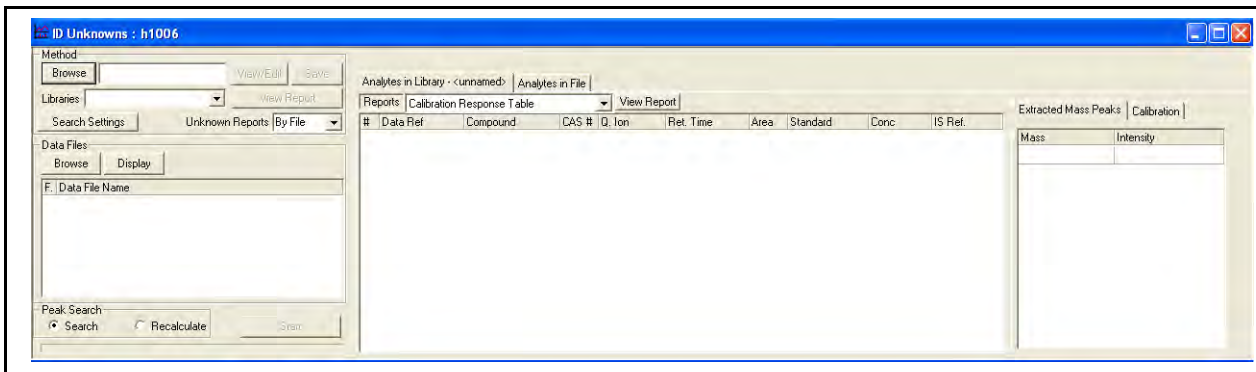 ID Unknowns : h1006
Method
Browse View/Edit Save
Libraries View Report
Search Settings Unknown Reports By File
Data Files
Browse Display
F. Data File Name
Peak Search
Search Recalculate Start
Analytes in Library - <unnamed> Analytes in File
Reports Calibration Response Table View Report
# Data Ref Compound CAS # Q. Ion Ret. Time Area Standard Conc IS Ref.
Extracted Mass Peaks Calibration
Mass Intensity